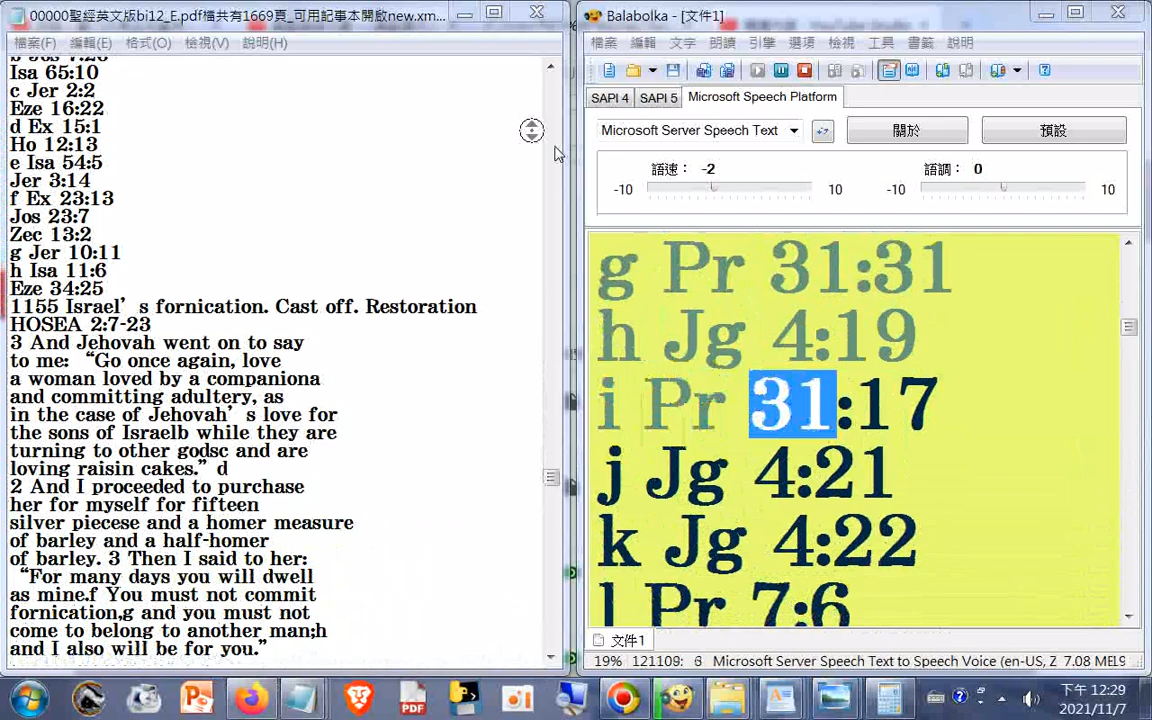 00000聖經英文版bi12_E.pdf檔共有1669頁_可用記事本開啟new.xm...
檔案(F) 編輯(E) 格式(O) 檢視(V) 說明(H)
Isa 65:10
c Jer 2:2
Eze 16:22
d Ex 15:1
Ho 12:13
e Isa 54:5
Jer 3:14
f Ex 23:13
Jos 23:7
Zec 13:2
g Jer 10:11
h Isa 11:6
Eze 34:25
1155 Israel’s fornication. Cast off. Restoration
HOSEA 2:7-23
3 And Jehovah went on to say
to me: “Go once again, love
a woman loved by a companiona
and committing adultery, as
in the case of Jehovah’s love for
the sons of Israelb while they are
turning to other godsc and are
loving raisin cakes.” d
2 And I proceeded to purchase
her for myself for fifteen
silver piecese and a homer measure
of barley and a half-homer
of barley. 3 Then I said to her:
“For many days you will dwell
as mine.f You must not commit
fornication,g and you must not
come to belong to another man;h
and I also will be for you.”
Balabolka - [文件1]
檔案 編輯 文字 朗讀 引擎 選項 檢視 工具 書籤 說明
SAPI 4 SAPI 5 Microsoft Speech Platform
Microsoft Server Speech Text 關於 預設
語速： -2 語調： 0
-10 10 -10 10
g Pr 31:31
h Jg 4:19
i Pr 31:17
j Jg 4:21
k Jg 4:22
l Pr 7:6
文件1
19% 121109: 6 Microsoft Server Speech Text to Speech Voice (en-US, Z 7.08 ME
下午 12:29
2021/11/7